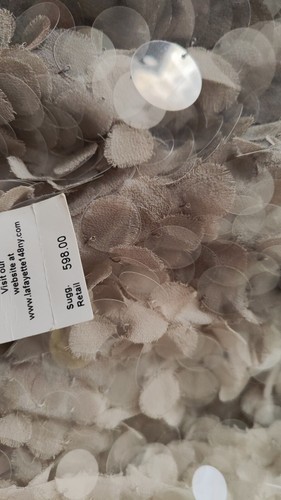 Visit our
website at
www.lafayette148ny.com
Sugg. 598.00
Retail